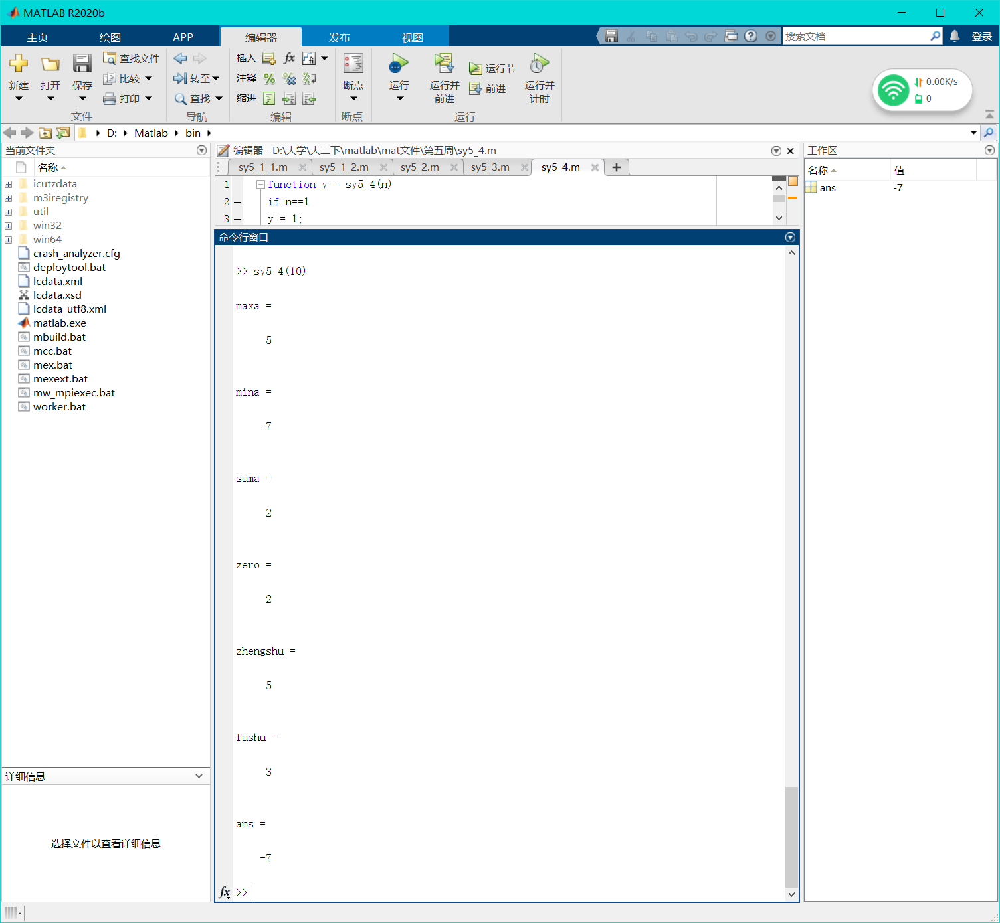 MATLAB R2020b
主页 绘图 APP 编辑器 发布 视图 搜索文档 登录
新建 打开 保存 查找文件 比较 打印
文件
转至 查找
导航
插入 fx
注释
缩进
编辑
断点
断点
运行 运行并前进 运行节 前进 运行并计时
运行
0.00K/s
0
D: Matlab bin
当前文件夹
名称
icutzdata
m3iregistry
util
win32
win64
crash_analyzer.cfg
deploytool.bat
lcdata.xml
lcdata.xsd
lcdata_utf8.xml
matlab.exe
mbuild.bat
mcc.bat
mex.bat
mexext.bat
mw_mpiexec.bat
worker.bat
详细信息
选择文件以查看详细信息
编辑器 - D:\大学\大二下\matlab\mat文件\第五周\sy5_4.m
sy5_1_1.m sy5_1_2.m sy5_2.m sy5_3.m sy5_4.m
1 function y = sy5_4(n)
2 — if n==1
3 — y = 1;
命令行窗口
>> sy5_4(10)
maxa =
5
mina =
-7
suma =
2
zero =
2
zhengshu =
5
fushu =
3
ans =
-7
fx >>
工作区
名称 值
ans -7